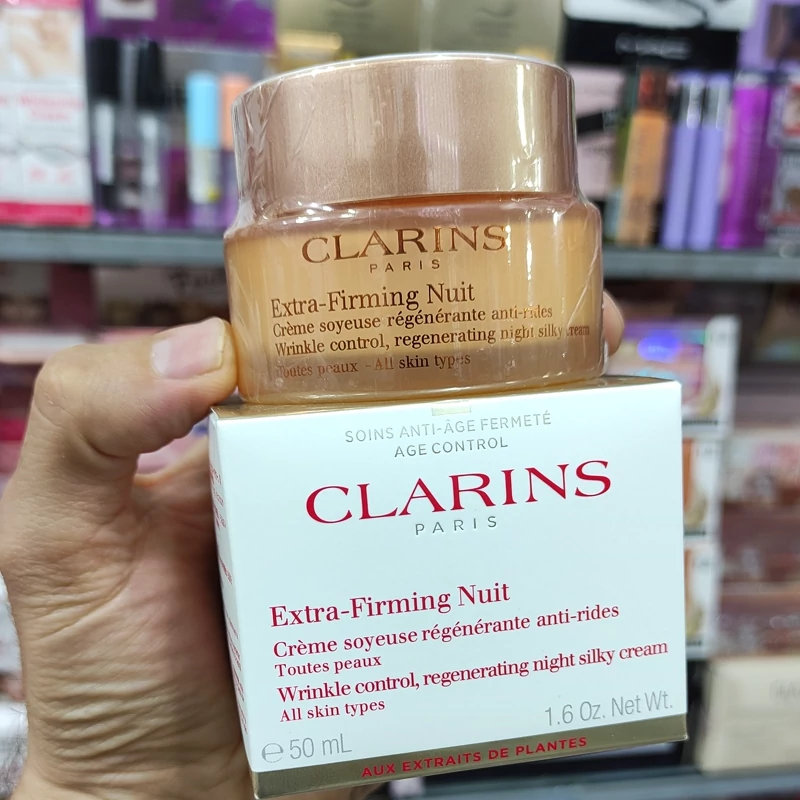 CLARINS
PARIS
Extra-Firming Nuit
Crème soyeuse régénérante anti-rides
Wrinkle control, regenerating night silky cream
Toutes peaux - All skin types
SOINS ANTI-ÂGE FERMETÉ
AGE CONTROL
CLARINS
PARIS
Extra-Firming Nuit
Crème soyeuse régénérante anti-rides
Toutes peaux
Wrinkle control, regenerating night silky cream
All skin types
1.6 Oz. Net Wt.
℮ 50 mL
AUX EXTRAITS DE PLANTES